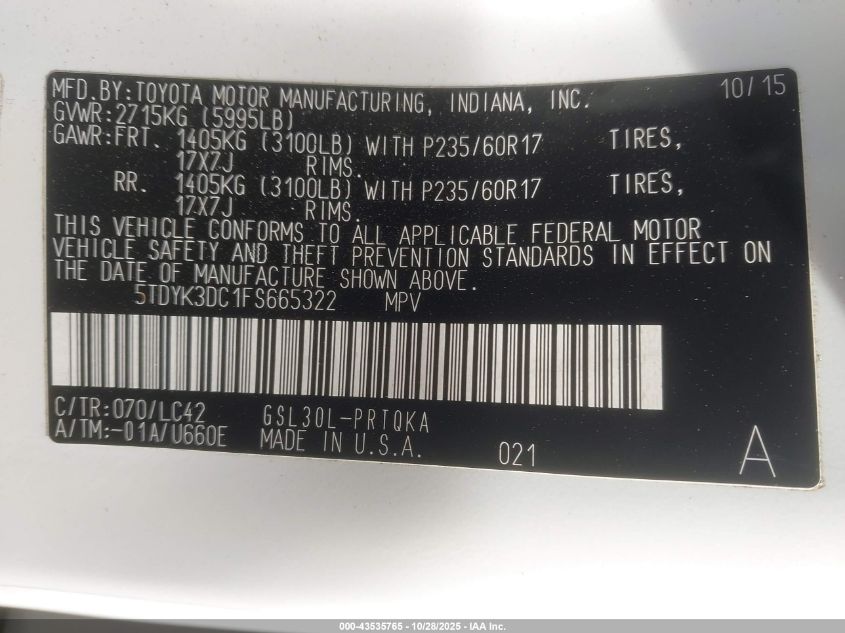 MFD.BY:TOYOTA MOTOR MANUFACTURING, INDIANA, INC. 10/15
GVWR:2715KG (5995LB)
GAWR:FRT. 1405KG (3100LB) WITH P235/60R17 TIRES,
17X7J RIMS.
RR. 1405KG (3100LB) WITH P235/60R17 TIRES,
17X7J RIMS.
THIS VEHICLE CONFORMS TO ALL APPLICABLE FEDERAL MOTOR
VEHICLE SAFETY AND THEFT PREVENTION STANDARDS IN EFFECT ON
THE DATE OF MANUFACTURE SHOWN ABOVE.
5TDYK3DC1FS665322 MPV
C/TR:070/LC42 GSL30L-PRTQKA
A/TM:-01A/U660E MADE IN U.S.A. 021 A
000-43535765 - 10/28/2025 - IAA Inc.